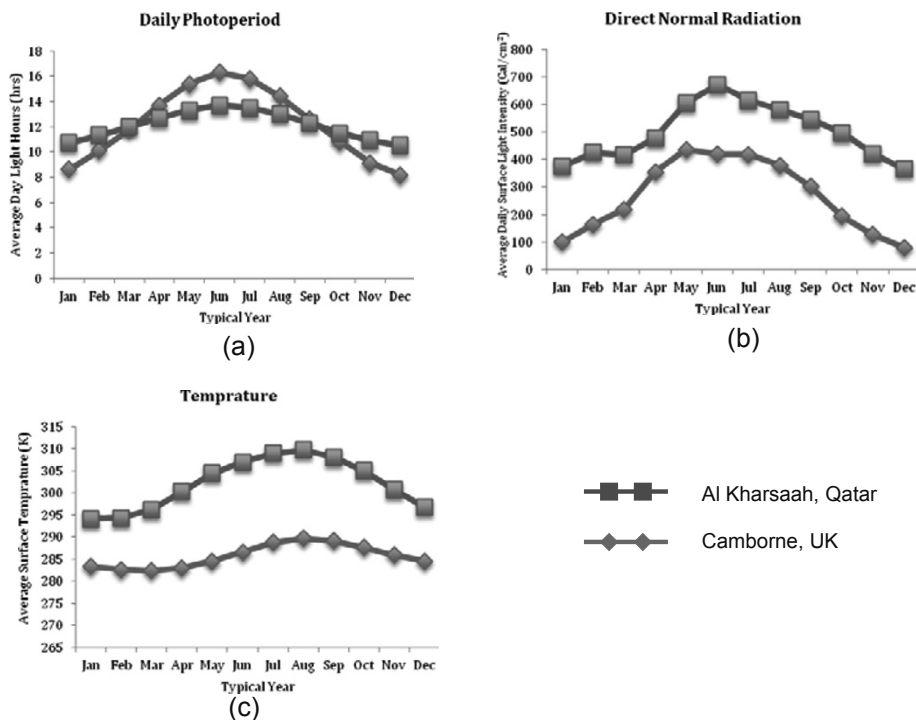 Daily Photoperiod
Average Day Light Hours (hrs)
18
16
14
12
10
8
6
4
2
0
Jan Feb Mar Apr May Jun Jul Aug Sep Oct Nov Dec
Typical Year
(a)
Direct Normal Radiation
Average Daily Surface Light Intensity (Cal/cm²)
800
700
600
500
400
300
200
100
0
Jan Feb Mar Apr May Jun Jul Aug Sep Oct Nov Dec
Typical Year
(b)
Temprature
Average Surface Temprature (K)
315
310
305
300
295
290
285
280
275
270
265
Jan Feb Mar Apr May Jun Jul Aug Sep Oct Nov Dec
Typical Year
(c)
Al Kharsaah, Qatar
Camborne, UK